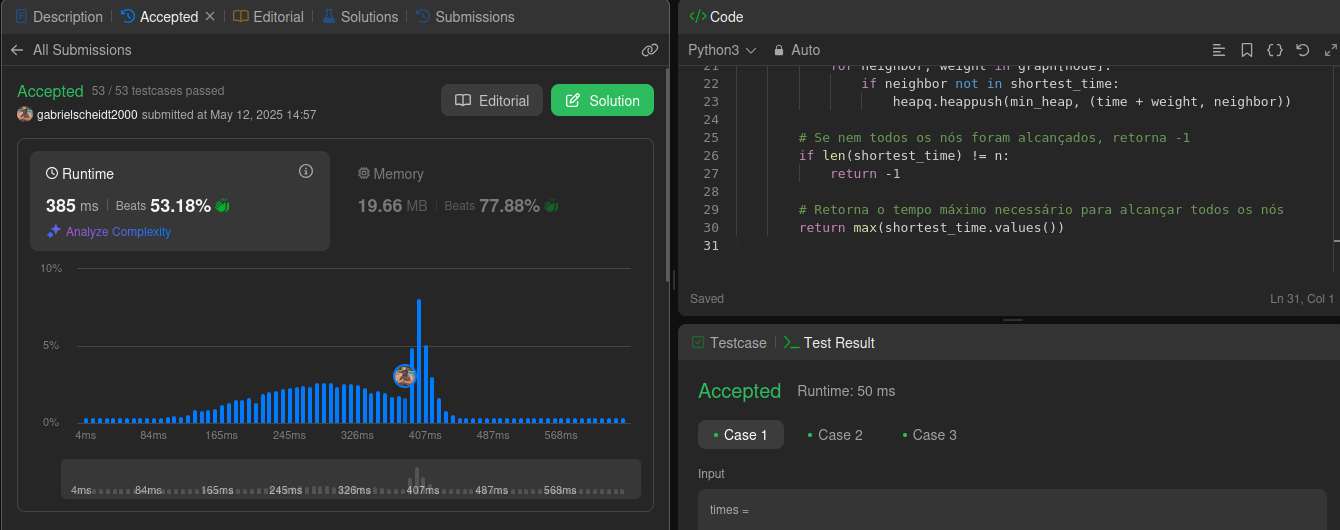 Description
Accepted
Editorial
Solutions
Submissions
All Submissions
Accepted 53 / 53 testcases passed
gabrielscheidt2000 submitted at May 12, 2025 14:57
Editorial
Solution
Runtime
385 ms | Beats 53.18%
Analyze Complexity
Memory
19.66 MB | Beats 77.88%
10%
5%
0%
4ms 84ms 165ms 245ms 326ms 407ms 487ms 568ms
4ms 84ms 165ms 245ms 326ms 407ms 487ms 568ms
</> Code
Python3 Auto
21 for neighbor, weight in graph[node]:
22 if neighbor not in shortest_time:
23 heapq.heappush(min_heap, (time + weight, neighbor))
24
25 # Se nem todos os nós foram alcançados, retorna -1
26 if len(shortest_time) != n:
27 return -1
28
29 # Retorna o tempo máximo necessário para alcançar todos os nós
30 return max(shortest_time.values())
31
Saved
Ln 31, Col 1
Testcase
Test Result
Accepted Runtime: 50 ms
Case 1 Case 2 Case 3
Input
times =